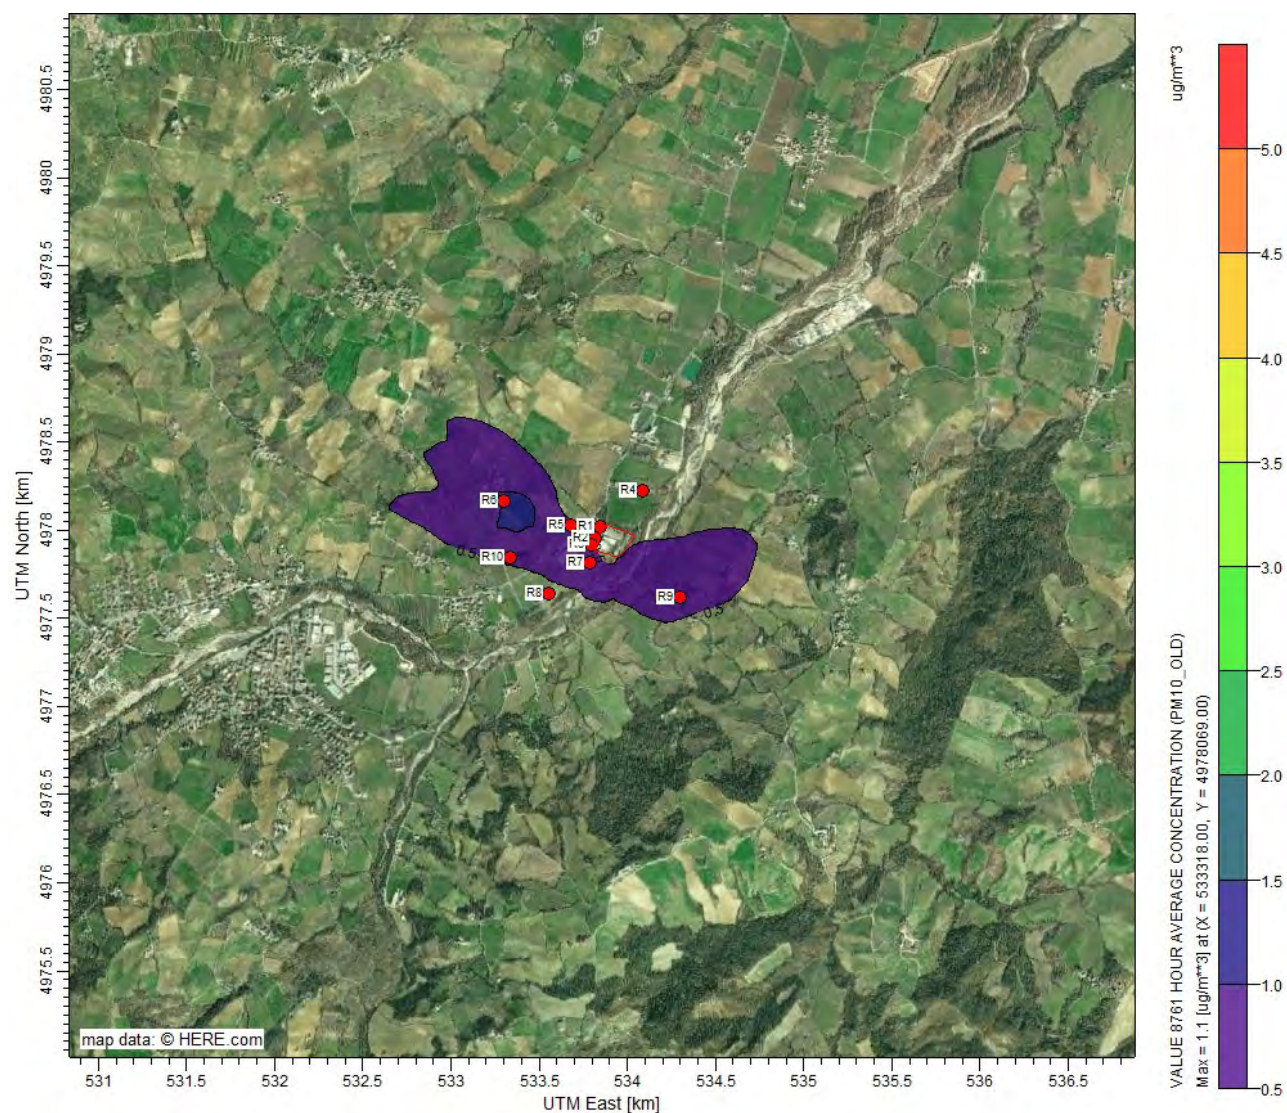 ug/m**3
5.0
4.5
4.0
3.5
3.0
2.5
2.0
1.5
1.0
0.5
VALUE 8761 HOUR AVERAGE CONCENTRATION (PM10_OLD)
Max = 1.1 [ug/m**3] at (X = 533318.00, Y = 4978069.00)
UTM North [km]
4980.5
4980
4979.5
4979
4978.5
4978
4977.5
4977
4976.5
4976
4975.5
R4
R6
R5
R1
R2
R10
R7
R8
R9
0.5
0.5
map data: © HERE.com
531
531.5
532
532.5
533
533.5
534
534.5
535
535.5
536
536.5
UTM East [km]